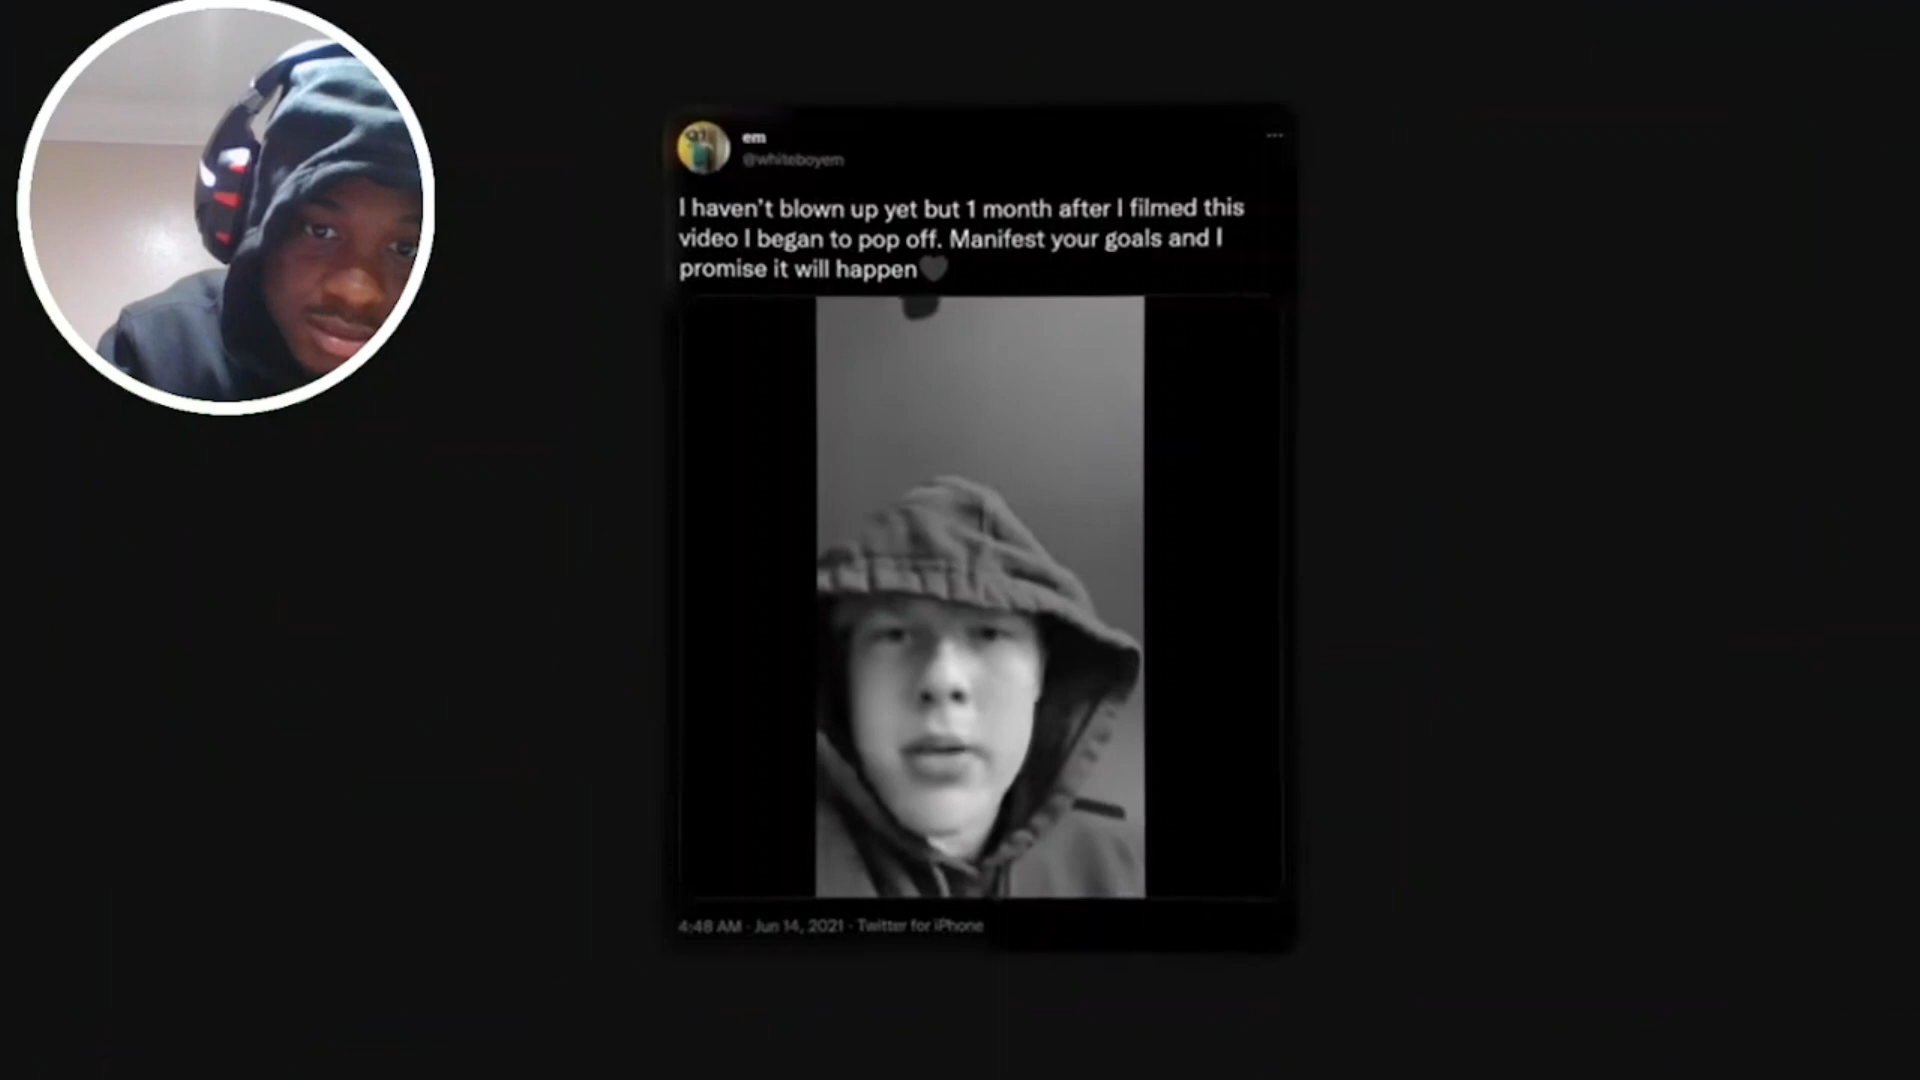 em
@whiteboyem
I haven't blown up yet but 1 month after I filmed this
video I began to pop off. Manifest your goals and I
promise it will happen🖤
4:48 AM · Jun 14, 2021 · Twitter for iPhone